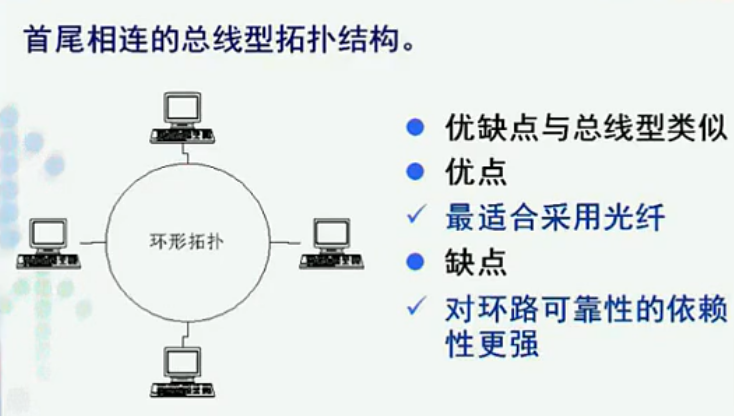 首尾相连的总线型拓扑结构。
环形拓扑
优缺点与总线型类似
优点
最适合采用光纤
缺点
对环路可靠性的依赖
性更强